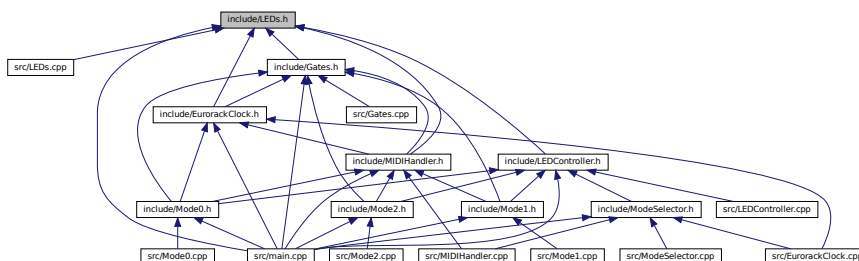 include/LEDs.h
src/LEDs.cpp
include/Gates.h
include/EurorackClock.h
src/Gates.cpp
include/MIDIHandler.h
include/LEDController.h
include/Mode0.h
include/Mode2.h
include/Mode1.h
include/ModeSelector.h
src/LEDController.cpp
src/Mode0.cpp
src/main.cpp
src/Mode2.cpp
src/MIDIHandler.cpp
src/Mode1.cpp
src/ModeSelector.cpp
src/EurorackClock.cpp